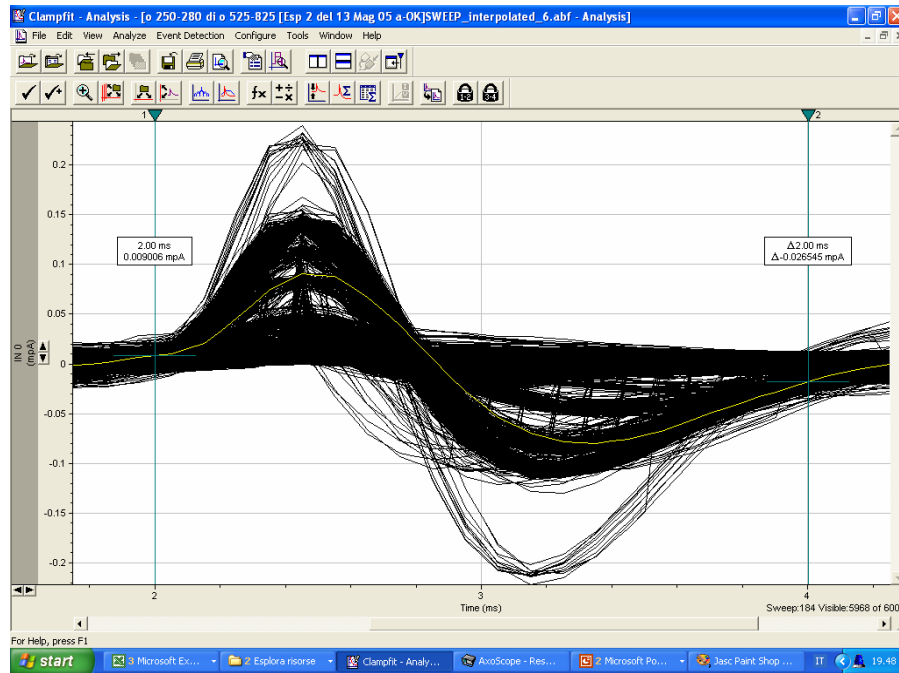 Clampfit - Analysis - [o 250-280 di o 525-825 [Esp 2 del 13 Mag 05 a-OK]SWEEP_interpolated_6.abf - Analysis]
File Edit View Analyze Event Detection Configure Tools Window Help
1
2
0.2
0.15
0.1
0.05
0
-0.05
-0.1
-0.15
-0.2
IN 0
(mpA)
2.00 ms
0.009006 mpA
Δ2.00 ms
Δ-0.026545 mpA
2 3 4
Time (ms)
Sweep:184 Visible:5968 of 600
For Help, press F1
start 3 Microsoft Ex... 2 Esplora risorse Clampfit - Analy... AxoScope - Res... 2 Microsoft Po... Jasc Paint Shop ... IT 19.48